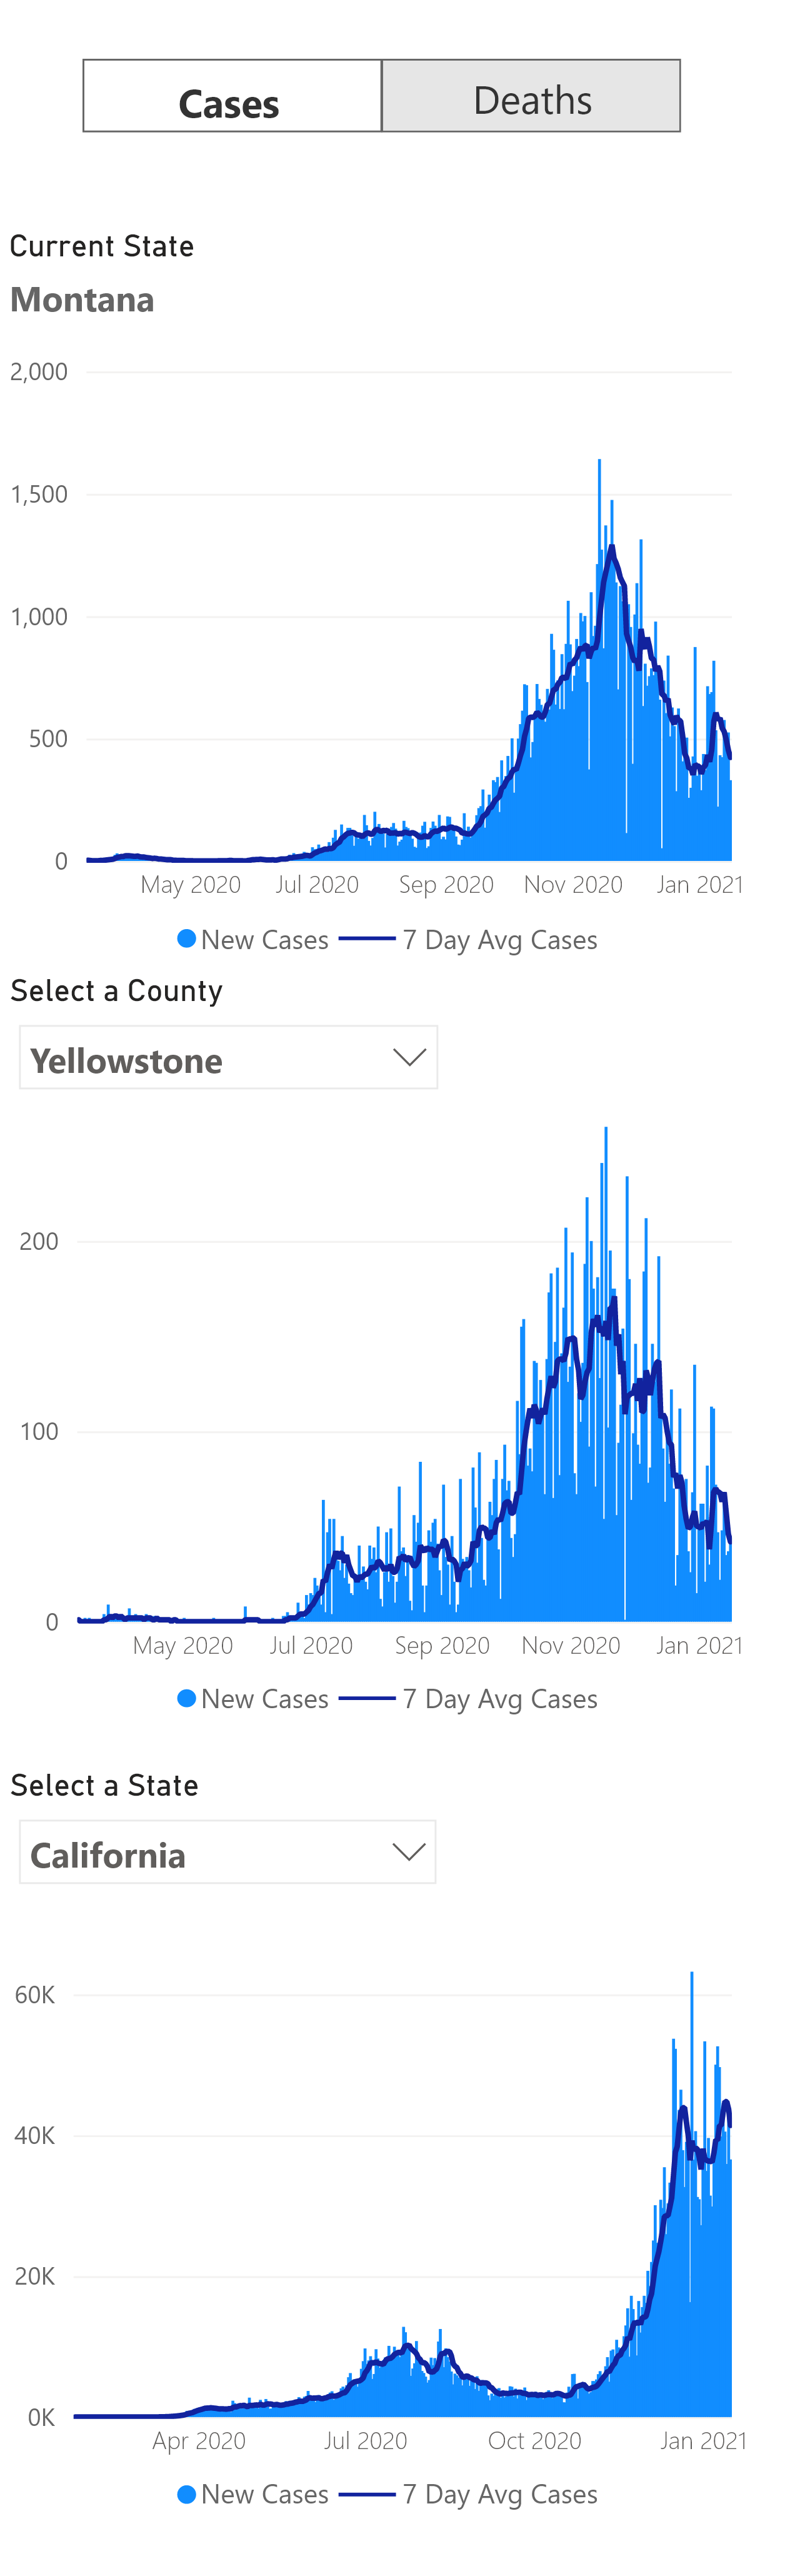 Cases Deaths
Current State
Montana
2,000
1,500
1,000
500
0
May 2020 Jul 2020 Sep 2020 Nov 2020 Jan 2021
New Cases 7 Day Avg Cases
Select a County
Yellowstone
200
100
0
May 2020 Jul 2020 Sep 2020 Nov 2020 Jan 2021
New Cases 7 Day Avg Cases
Select a State
California
60K
40K
20K
0K
Apr 2020 Jul 2020 Oct 2020 Jan 2021
New Cases 7 Day Avg Cases